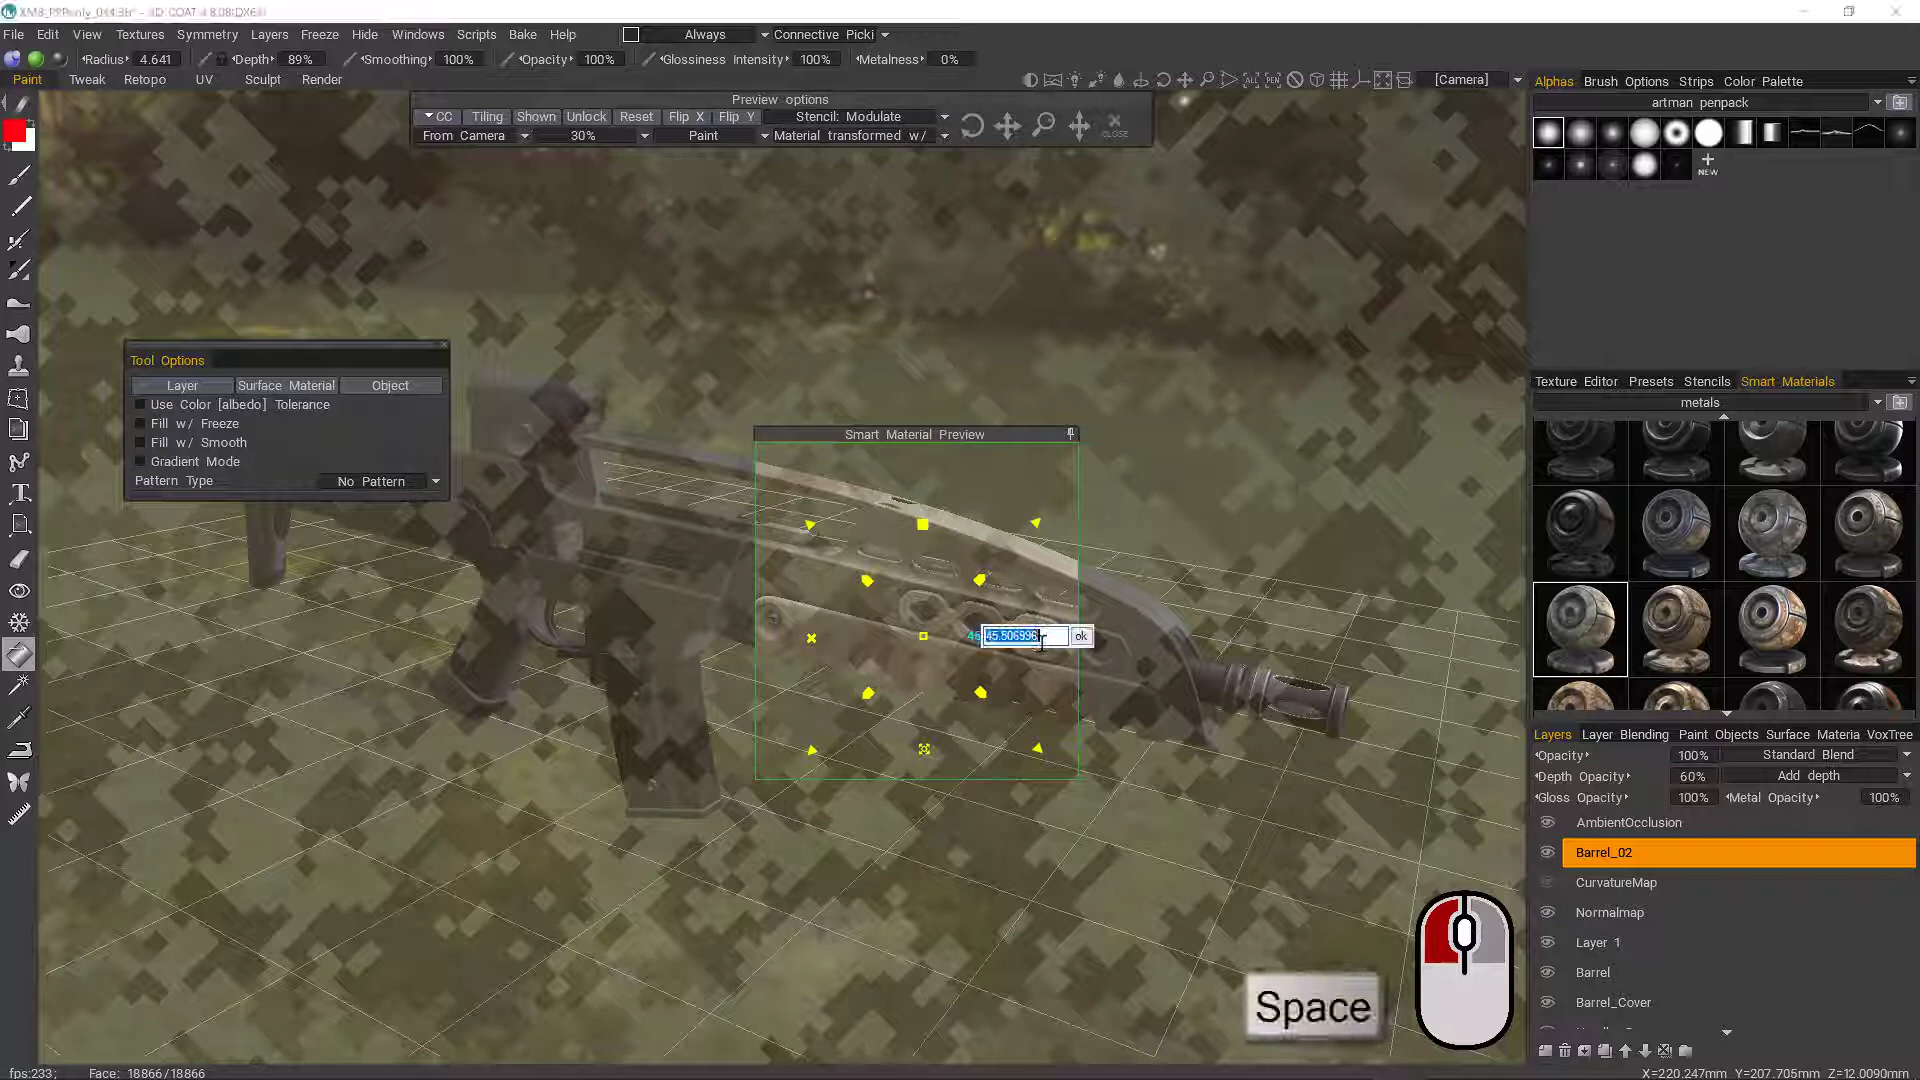 File Edit View Textures Symmetry Layers Freeze Hide Windows Scripts Bake Help Always Connective Picki
Radius 4.641 Depth 89% Smoothing 100% Opacity 100% Glossiness Intensity 100% Metalness 0%
Paint Tweak Retopo UV Sculpt Render [Camera]
Alphas Brush Options Strips Color Palette
artman penpack
NEW
Preview options
CC Tiling Shown Unlock Reset Flip X Flip Y Stencil: Modulate
From Camera 30% Paint Material transformed w/
CLOSE
Tool Options
Layer Surface Material Object
Use Color [albedo] Tolerance
Fill w/ Freeze
Fill w/ Smooth
Gradient Mode
Pattern Type No Pattern
Smart Material Preview
45.806996 ok
Texture Editor Presets Stencils Smart Materials
metals
Layers Layer Blending Paint Objects Surface Materia VoxTree
Opacity 100% Standard Blend
Depth Opacity 60% Add depth
Gloss Opacity 100% Metal Opacity 100%
AmbientOcclusion
Barrel_02
CurvatureMap
Normalmap
Layer 1
Barrel
Barrel_Cover
Space
fps:233; Face: 18866/18866
X=220.247mm Y=207.705mm Z=12.0090mm